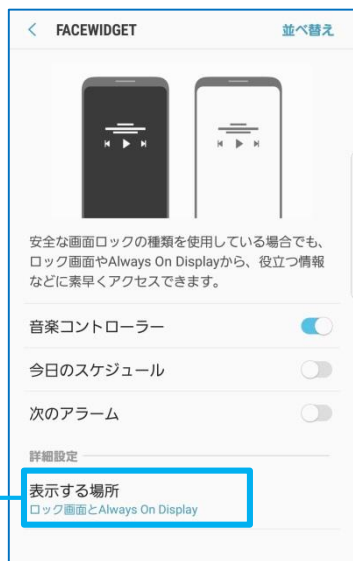 FACEWIDGET 並べ替え
安全な画面ロックの種類を使用している場合でも、
ロック画面やAlways On Displayから、役立つ情報
などに素早くアクセスできます。
音楽コントローラー
今日のスケジュール
次のアラーム
詳細設定
表示する場所
ロック画面とAlways On Display